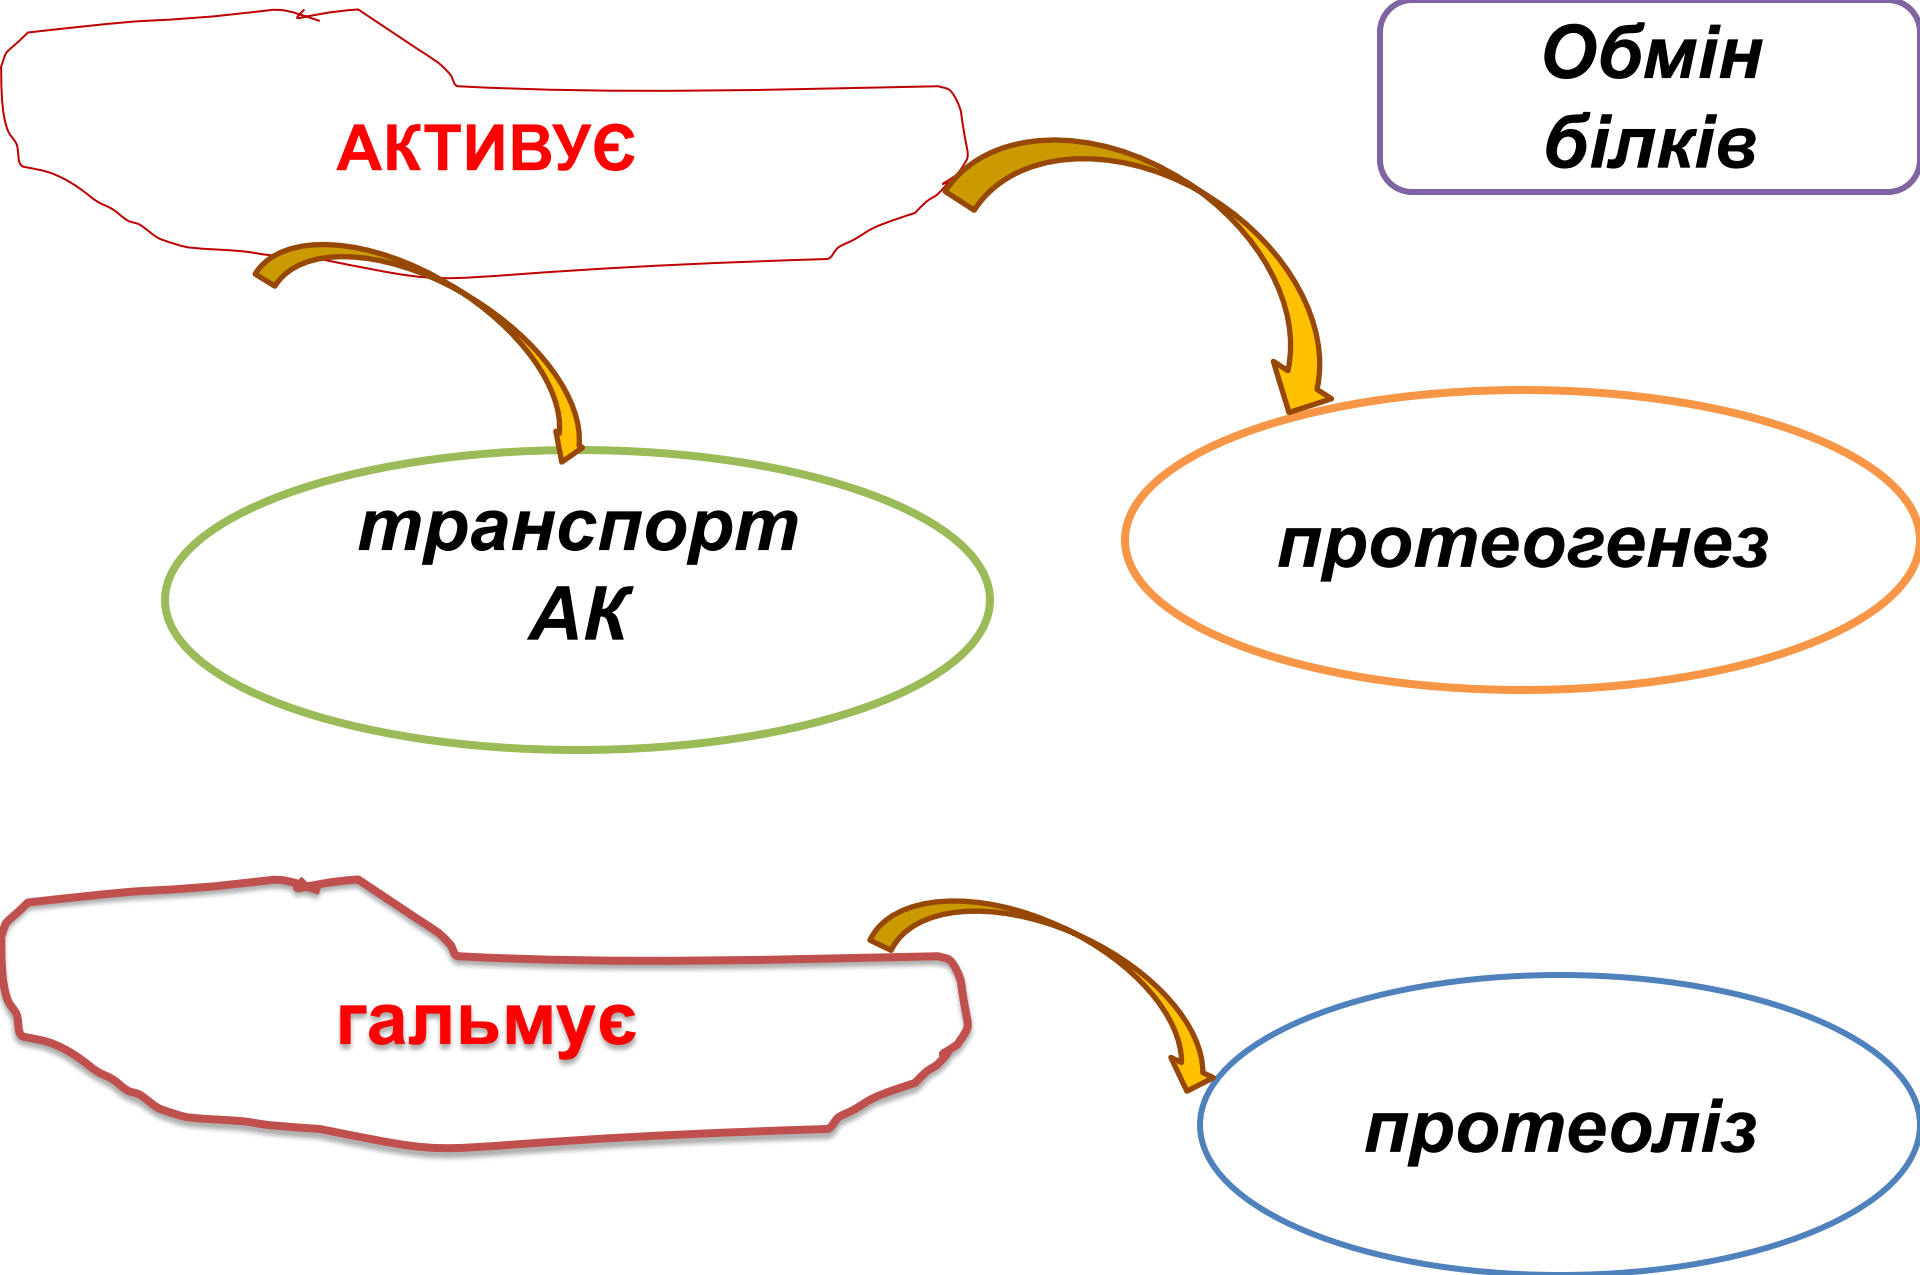 Обмін
білків
АКТИВУЄ
транспорт
АК
протеогенез
гальмує
протеоліз